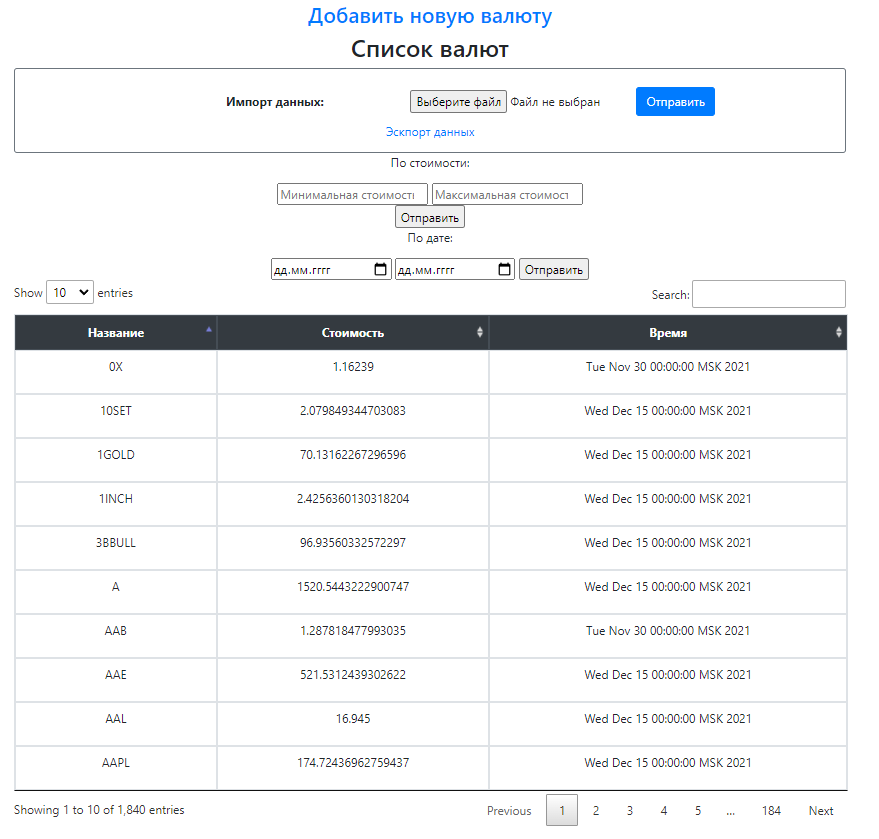 Добавить новую валюту
Список валют
Импорт данных: Выберите файл Файл не выбран Отправить
Эскпорт данных
По стоимости:
Минимальная стоимость Максимальная стоимост
Отправить
По дате:
дд.мм.гггг дд.мм.гггг Отправить
Show 10 entries Search:
Название Стоимость Время
0X 1.16239 Tue Nov 30 00:00:00 MSK 2021
10SET 2.079849344703083 Wed Dec 15 00:00:00 MSK 2021
1GOLD 70.13162267296596 Wed Dec 15 00:00:00 MSK 2021
1INCH 2.4256360130318204 Wed Dec 15 00:00:00 MSK 2021
3BBULL 96.93560332572297 Wed Dec 15 00:00:00 MSK 2021
A 1520.5443222900747 Wed Dec 15 00:00:00 MSK 2021
AAB 1.287818477993035 Tue Nov 30 00:00:00 MSK 2021
AAE 521.5312439302622 Wed Dec 15 00:00:00 MSK 2021
AAL 16.945 Wed Dec 15 00:00:00 MSK 2021
AAPL 174.72436962759437 Wed Dec 15 00:00:00 MSK 2021
Showing 1 to 10 of 1,840 entries Previous 1 2 3 4 5 ... 184 Next